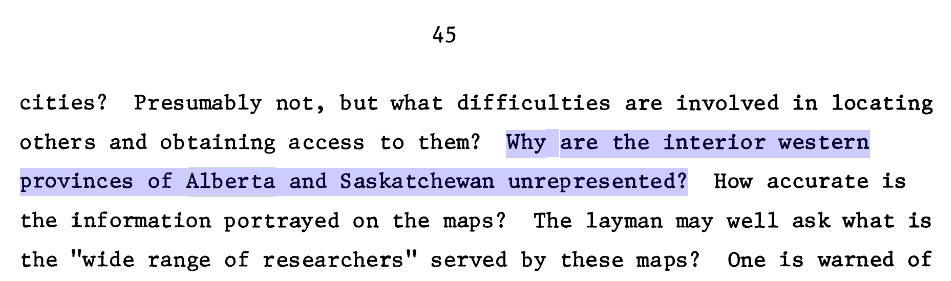 45
cities? Presumably not, but what difficulties are involved in locating
others and obtaining access to them? Why are the interior western
provinces of Alberta and Saskatchewan unrepresented? How accurate is
the information portrayed on the maps? The layman may well ask what is
the "wide range of researchers" served by these maps? One is warned of